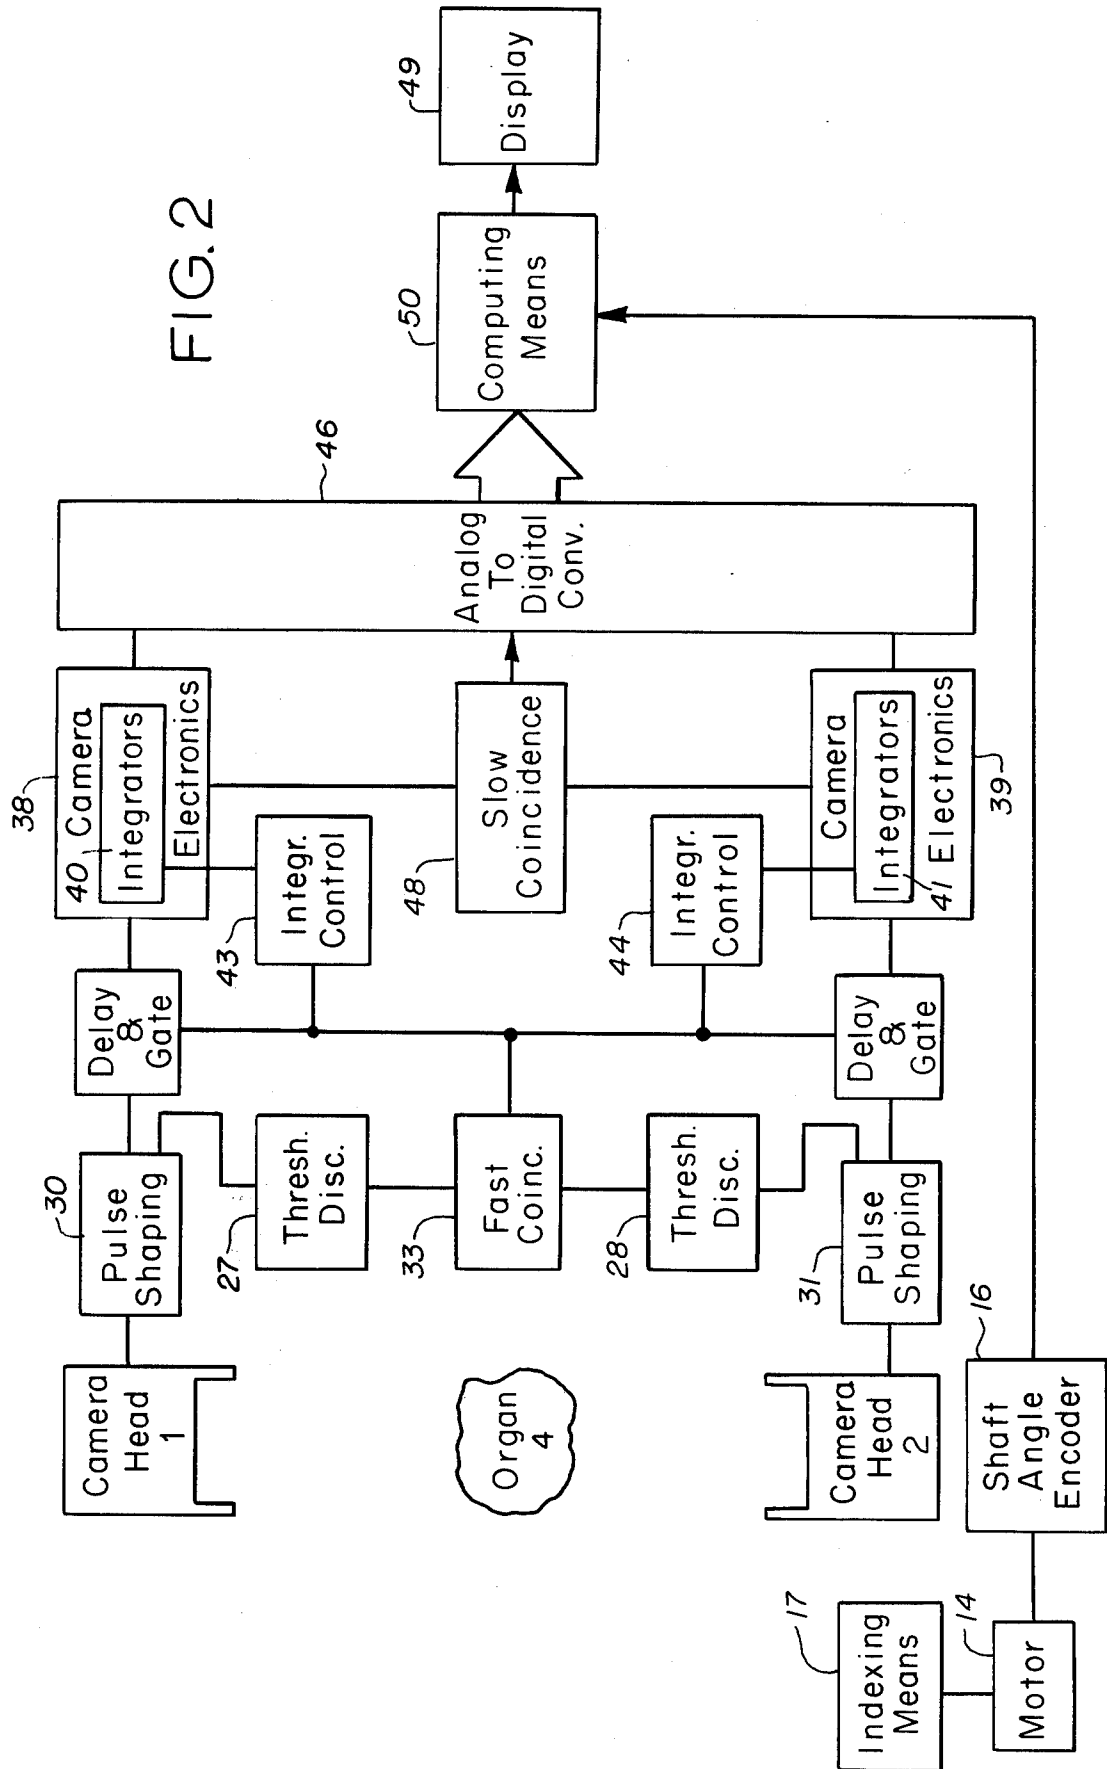 FIG. 2
Camera
Head
1
30
Pulse
Shaping
Delay
&
Gate
38
40
Camera
Integrators
Electronics
46
27
Thresh.
Disc.
43
Integr.
Control
Organ
4
33
Fast
Coinc.
48
Slow
Coincidence
Analog
To
Digital
Conv.
50
Computing
Means
49
Display
28
Thresh.
Disc.
44
Integr.
Control
Camera
Head
2
31
Pulse
Shaping
Delay
&
Gate
Camera
Integrators
41
Electronics
39
17
Indexing
Means
14
Motor
16
Shaft
Angle
Encoder